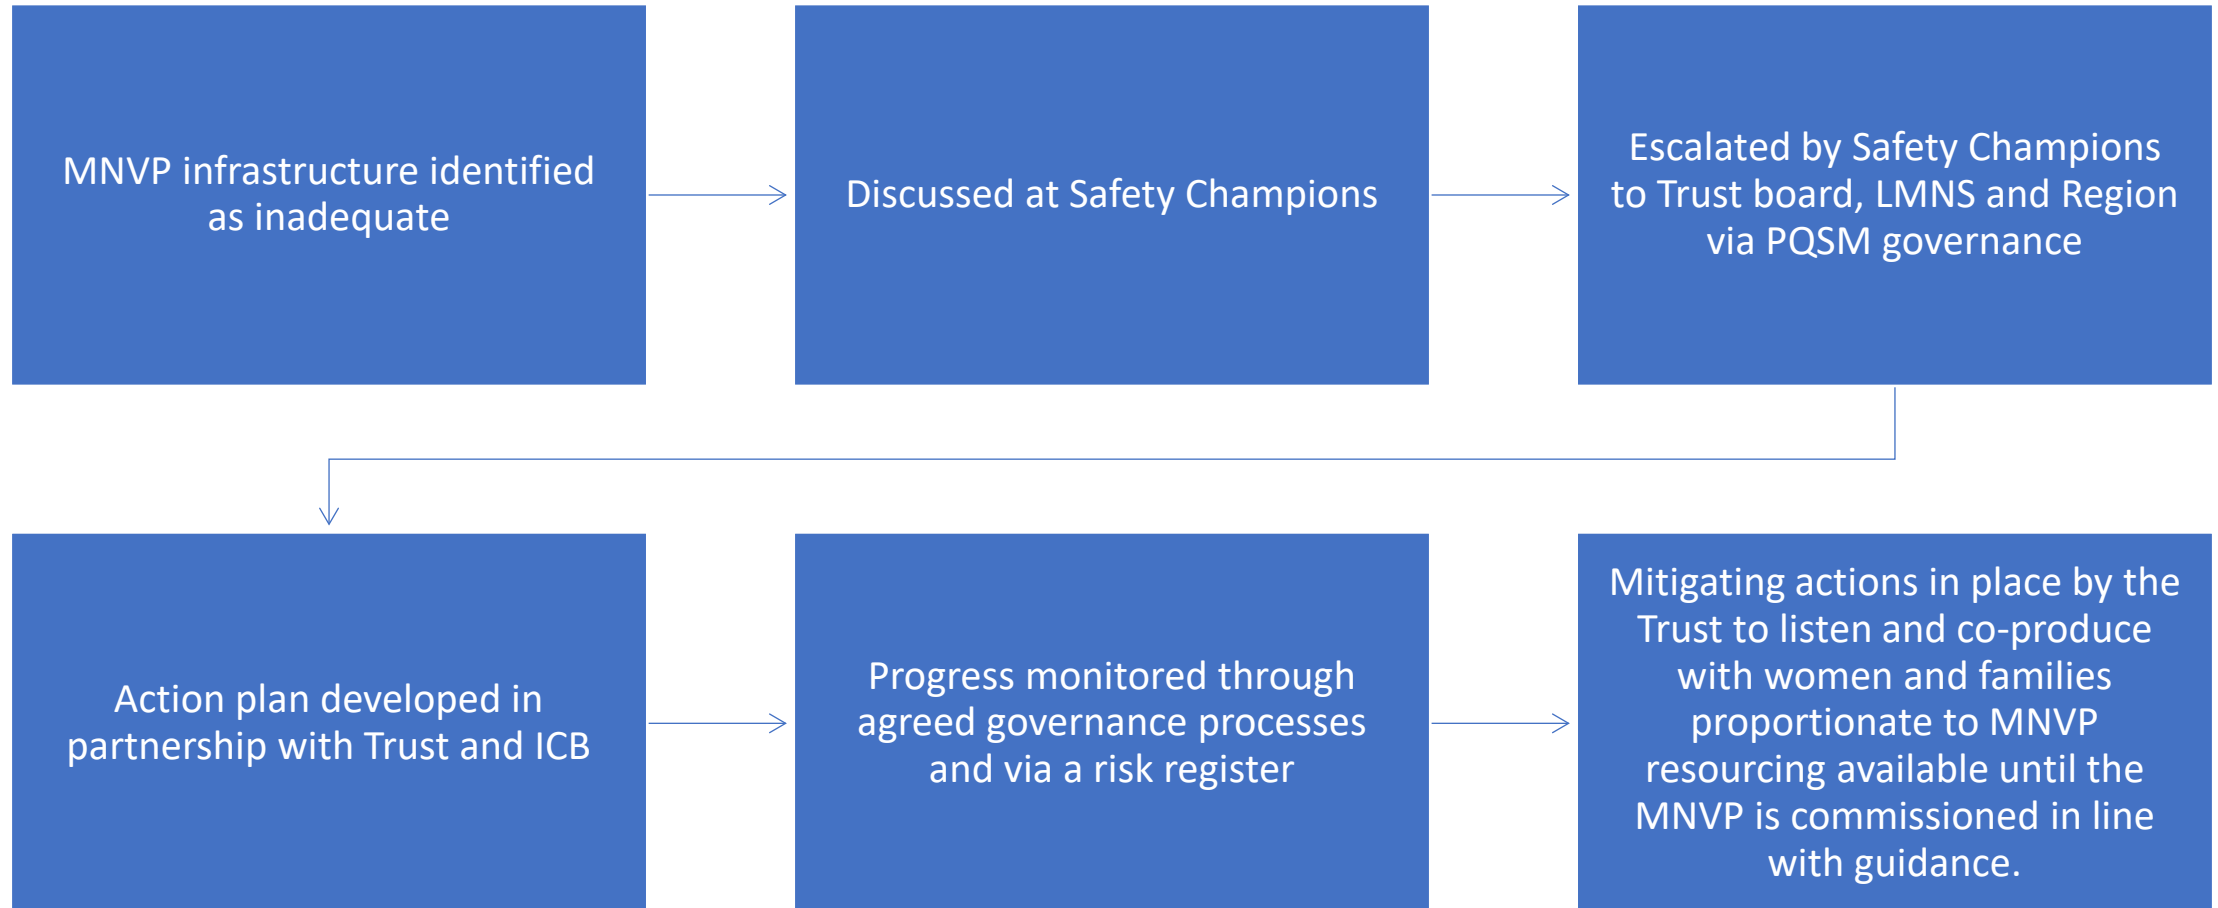 MNVP infrastructure identified
as inadequate
Discussed at Safety Champions
Escalated by Safety Champions
to Trust board, LMNS and Region
via PQSM governance
Action plan developed in
partnership with Trust and ICB
Progress monitored through
agreed governance processes
and via a risk register
Mitigating actions in place by the
Trust to listen and co-produce
with women and families
proportionate to MNVP
resourcing available until the
MNVP is commissioned in line
with guidance.